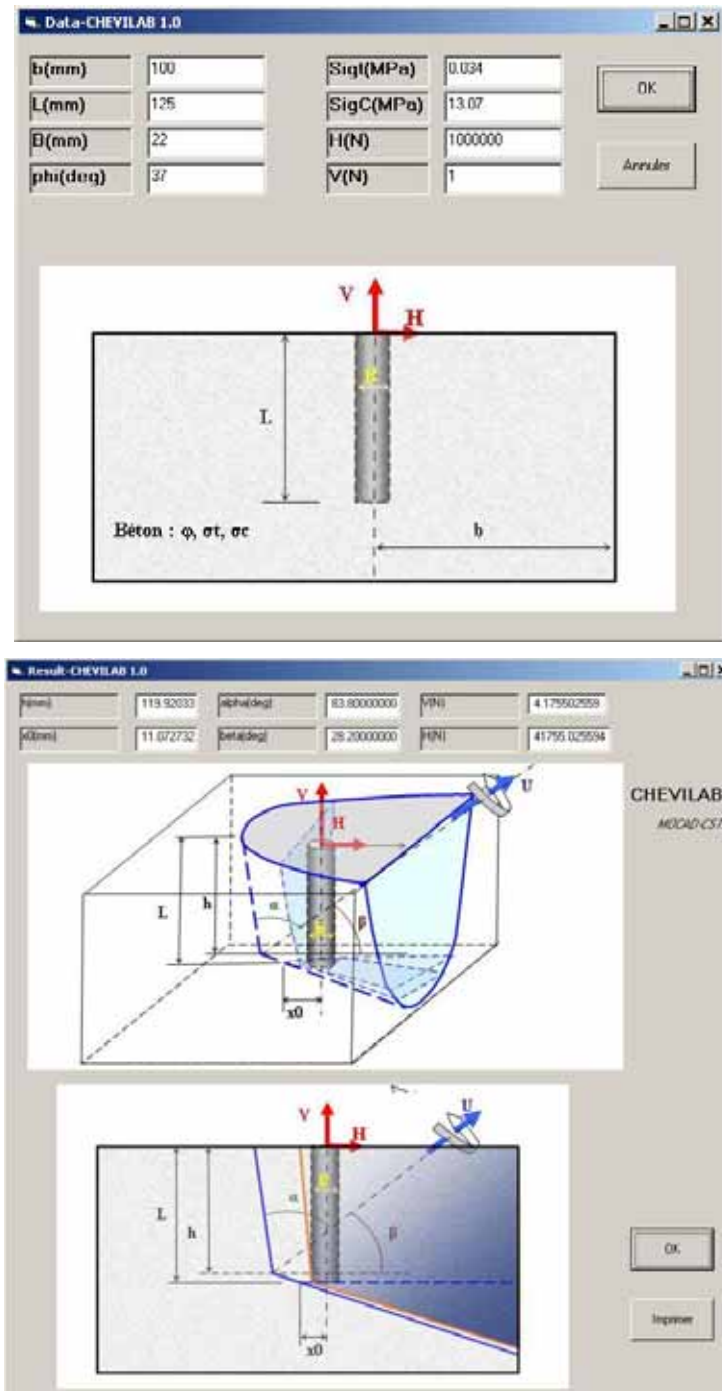 Data-CHEVILAB 1.0
b(mm) 100 Sigt(MPa) 0.034
L(mm) 125 SigC(MPa) 13.07
B(mm) 22 H(N) 1000000
phi(deg) 37 V(N) 1
OK
Annuler
V
H
B
L
Béton : φ, σt, σc
b
Result-CHEVILAB 1.0
h(mm) 119.92033 alpha(deg) 83.80000000 V(N) 4.175502559
x0(mm) 11.072732 beta(deg) 28.20000000 H(N) 41755.025594
CHEVILAB
V
U
H
L
h
α
β
B
x0
V
H
U
B
L
h
α
β
x0
OK
Imprimer